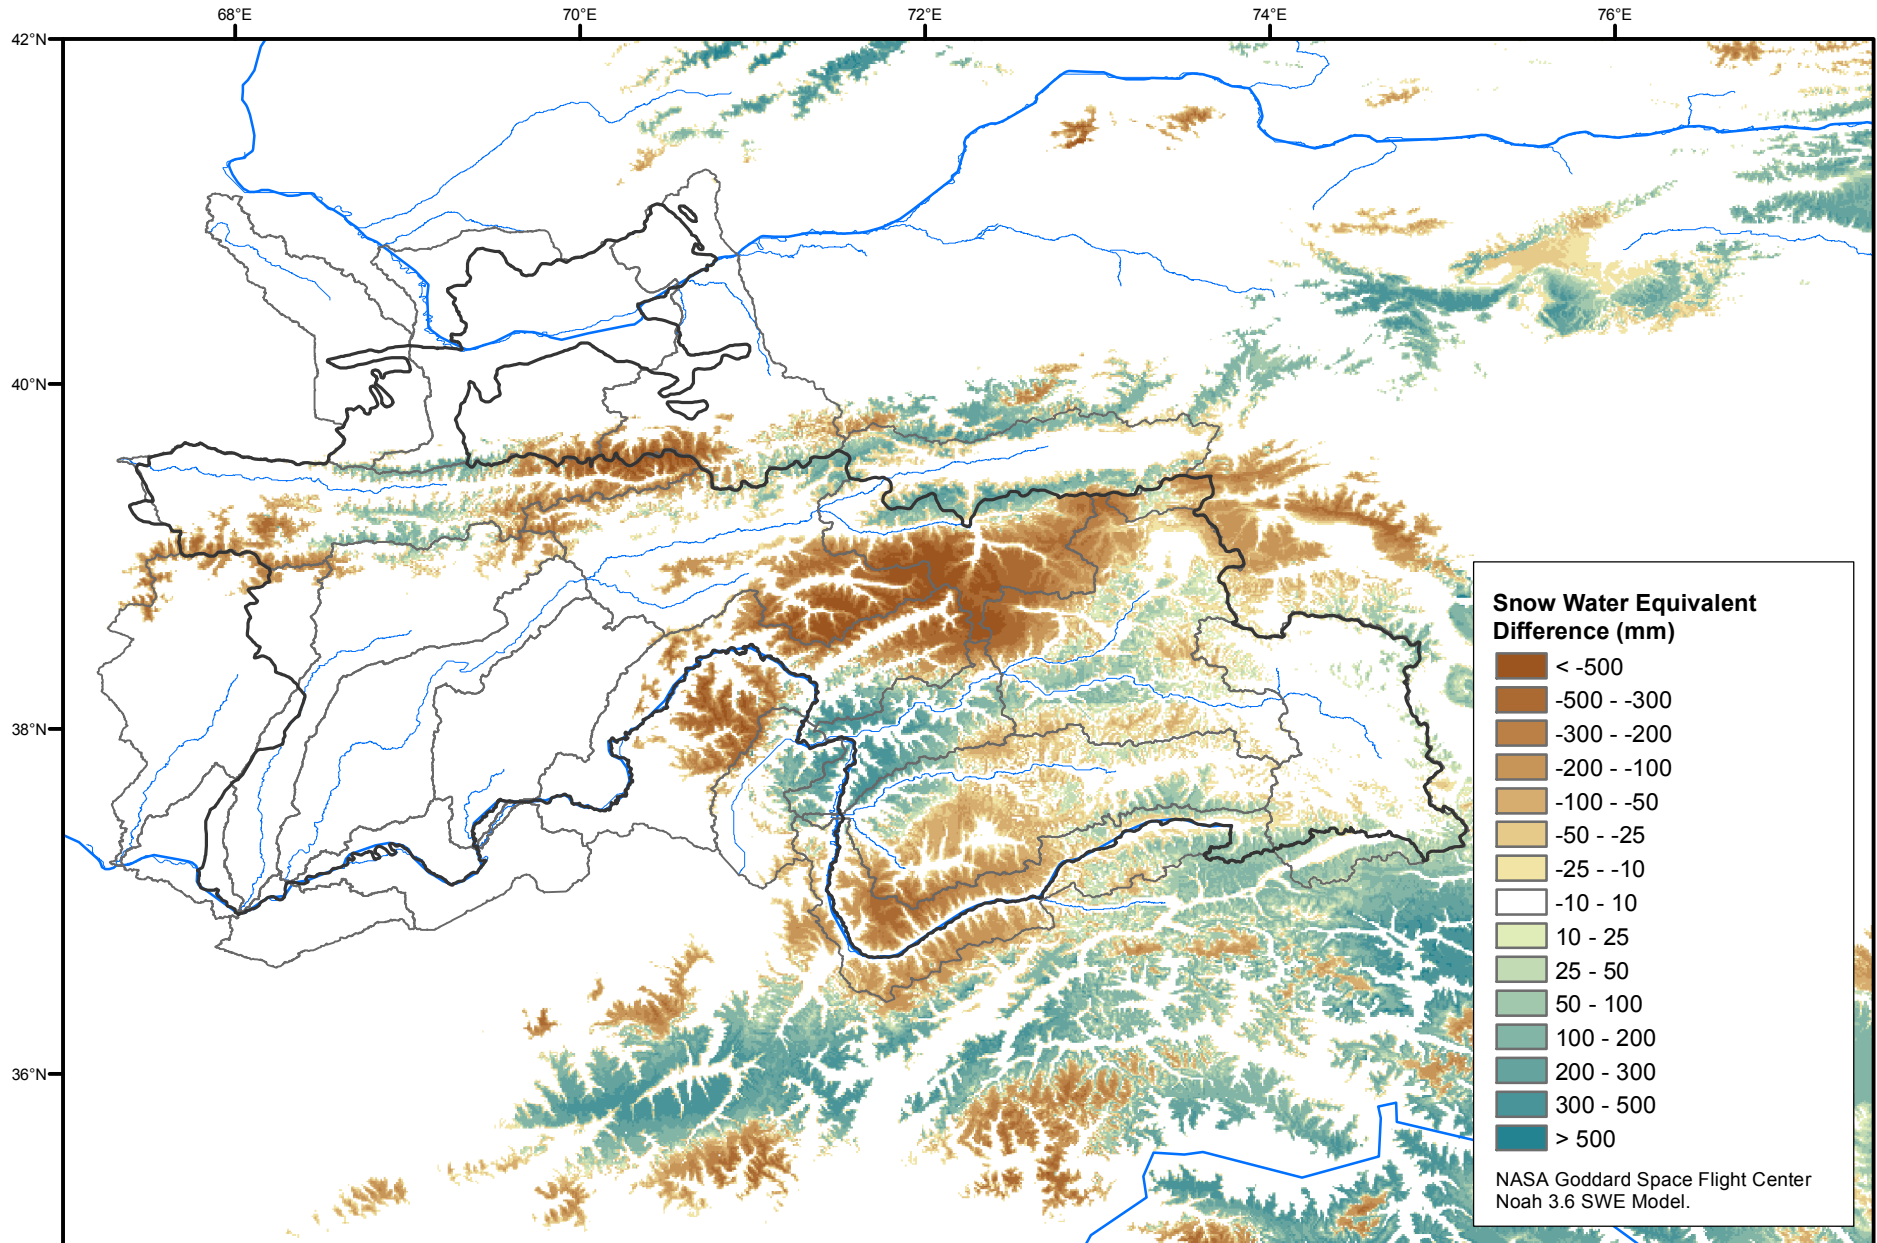 68°E 70°E 72°E 74°E 76°E
42°N
40°N
38°N
36°N
Snow Water Equivalent
Difference (mm)
< -500
-500 - -300
-300 - -200
-200 - -100
-100 - -50
-50 - -25
-25 - -10
-10 - 10
10 - 25
25 - 50
50 - 100
100 - 200
200 - 300
300 - 500
> 500
NASA Goddard Space Flight Center
Noah 3.6 SWE Model.